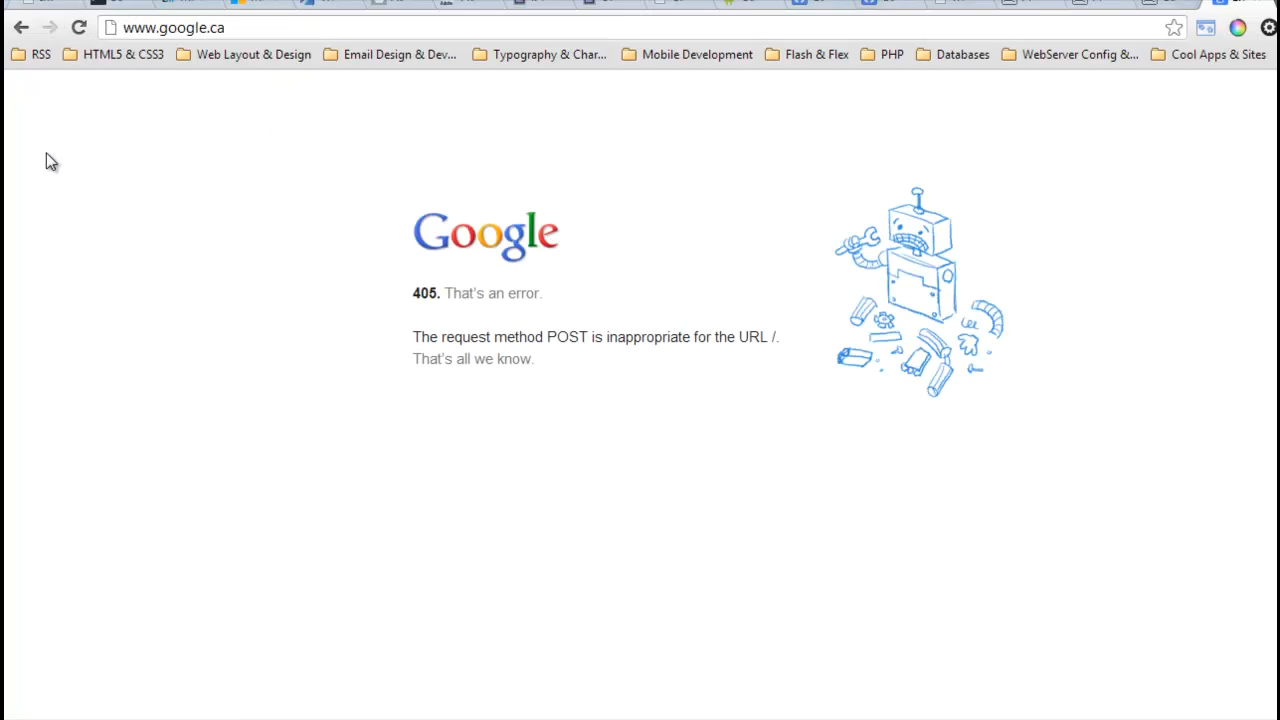 www.google.ca
RSS HTML5 & CSS3 Web Layout & Design Email Design & Dev... Typography & Char... Mobile Development Flash & Flex PHP Databases WebServer Config &... Cool Apps & Sites
Google
405. That's an error.
The request method POST is inappropriate for the URL /.
That's all we know.